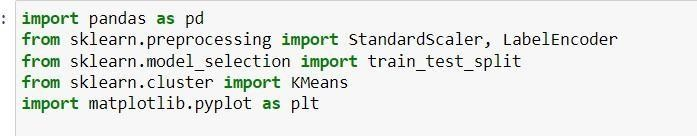 :
import pandas as pd
from sklearn.preprocessing import StandardScaler, LabelEncoder
from sklearn.model_selection import train_test_split
from sklearn.cluster import KMeans
import matplotlib.pyplot as plt